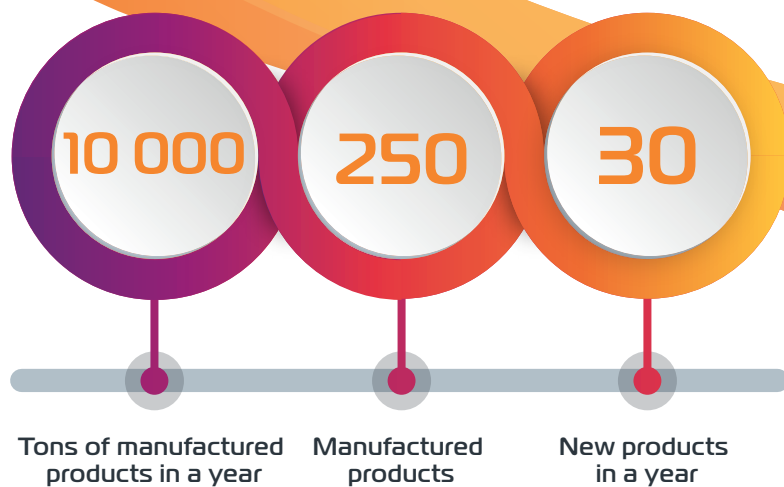 10 000
250
30
Tons of manufactured
products in a year
Manufactured
products
New products
in a year